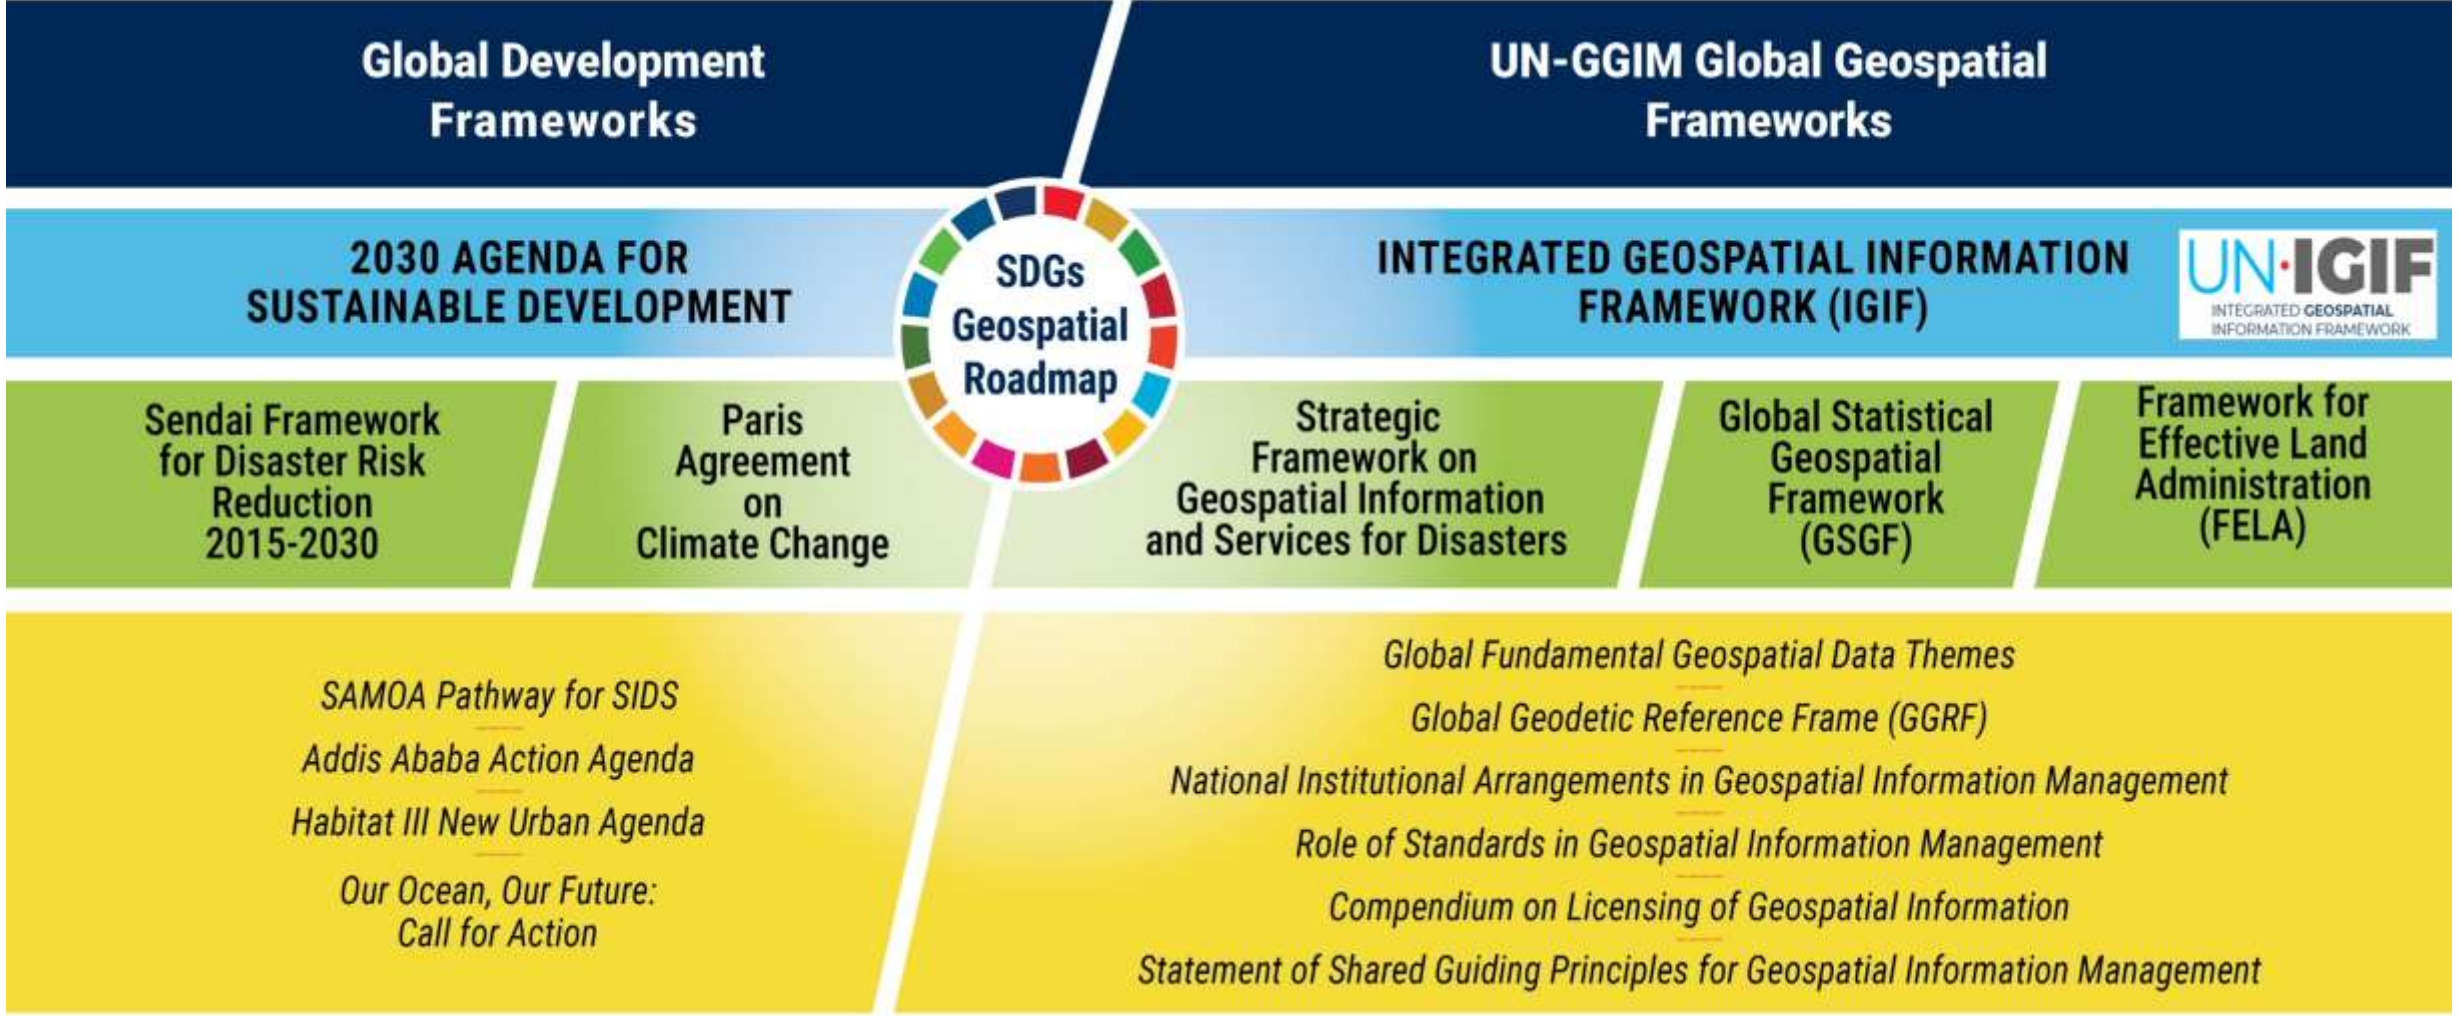 Global Development
Frameworks
UN-GGIM Global Geospatial
Frameworks
2030 AGENDA FOR
SUSTAINABLE DEVELOPMENT
SDGs
Geospatial
Roadmap
INTEGRATED GEOSPATIAL INFORMATION
FRAMEWORK (IGIF)
UN·IGIF
INTEGRATED GEOSPATIAL
INFORMATION FRAMEWORK
Sendai Framework
for Disaster Risk
Reduction
2015-2030
Paris
Agreement
on
Climate Change
Strategic
Framework on
Geospatial Information
and Services for Disasters
Global Statistical
Geospatial
Framework
(GSGF)
Framework for
Effective Land
Administration
(FELA)
SAMOA Pathway for SIDS
Addis Ababa Action Agenda
Habitat III New Urban Agenda
Our Ocean, Our Future:
Call for Action
Global Fundamental Geospatial Data Themes
Global Geodetic Reference Frame (GGRF)
National Institutional Arrangements in Geospatial Information Management
Role of Standards in Geospatial Information Management
Compendium on Licensing of Geospatial Information
Statement of Shared Guiding Principles for Geospatial Information Management